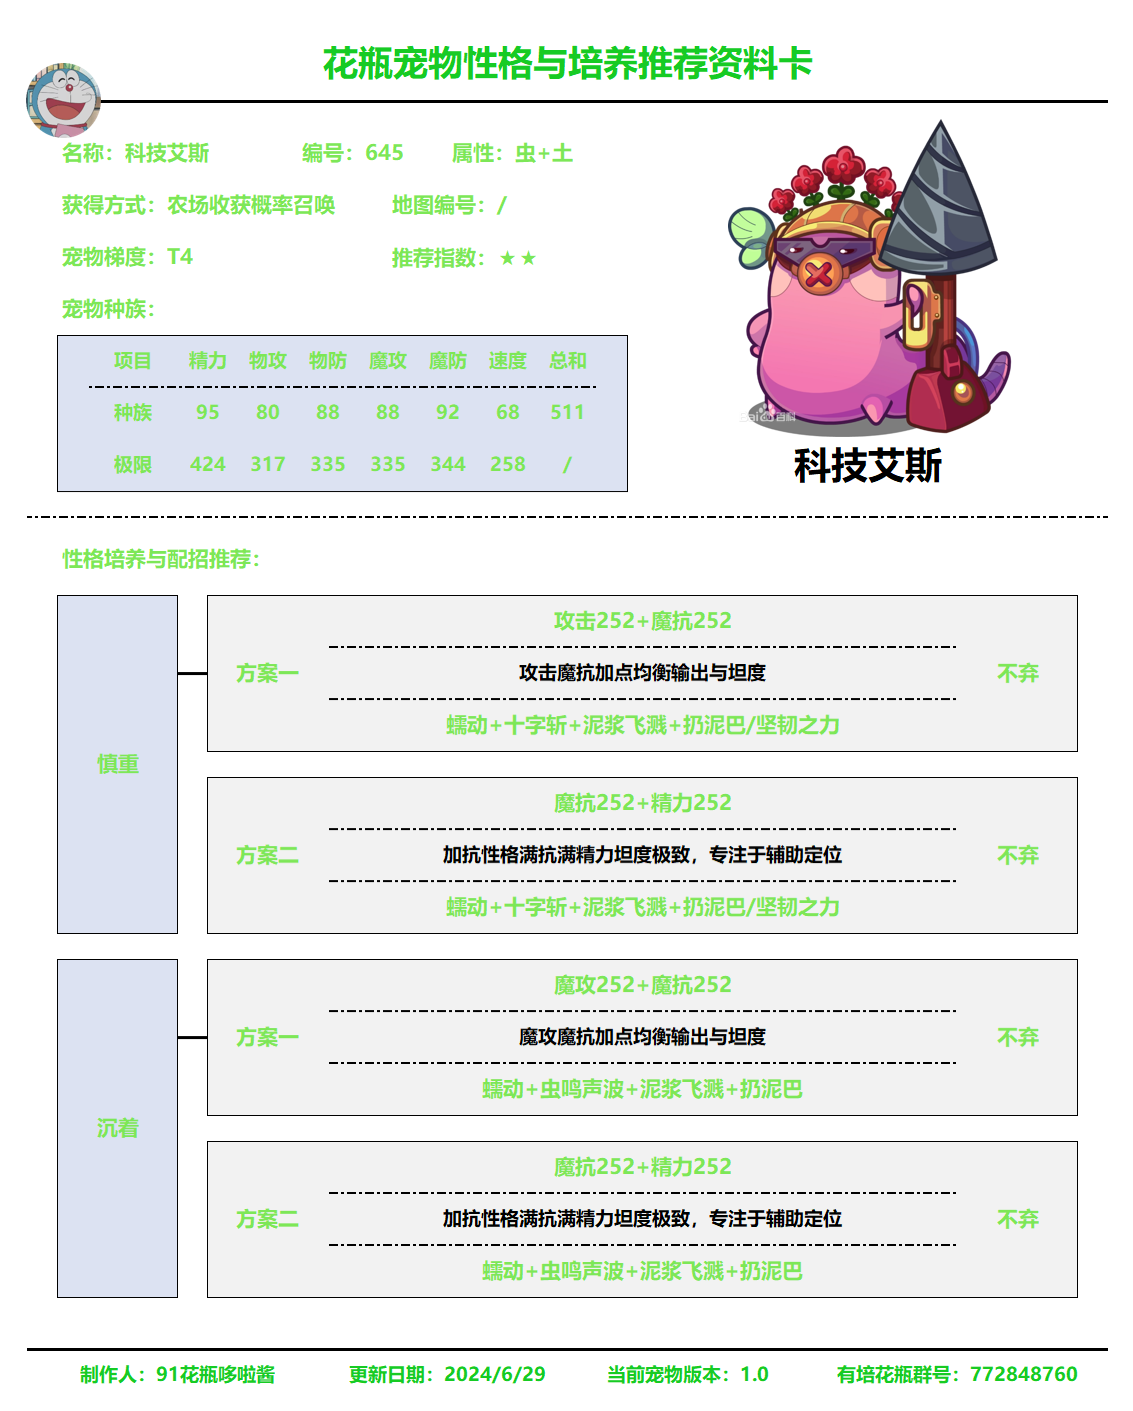 花瓶宠物性格与培养推荐资料卡
名称：科技艾斯 编号：645 属性：虫+土
获得方式：农场收获概率召唤 地图编号：/
宠物梯度：T4 推荐指数：★★
宠物种族：
项目 精力 物攻 物防 魔攻 魔防 速度 总和
种族 95 80 88 88 92 68 511
极限 424 317 335 335 344 258 /
Bai百科
科技艾斯
性格培养与配招推荐：
慎重
方案一
攻击252+魔抗252
攻击魔抗加点均衡输出与坦度
蠕动+十字斩+泥浆飞溅+扔泥巴/坚韧之力
不弃
方案二
魔抗252+精力252
加抗性格满抗满精力坦度极致，专注于辅助定位
蠕动+十字斩+泥浆飞溅+扔泥巴/坚韧之力
不弃
沉着
方案一
魔攻252+魔抗252
魔攻魔抗加点均衡输出与坦度
蠕动+虫鸣声波+泥浆飞溅+扔泥巴
不弃
方案二
魔抗252+精力252
加抗性格满抗满精力坦度极致，专注于辅助定位
蠕动+虫鸣声波+泥浆飞溅+扔泥巴
不弃
制作人：91花瓶哆啦酱 更新日期：2024/6/29 当前宠物版本：1.0 有培花瓶群号：772848760